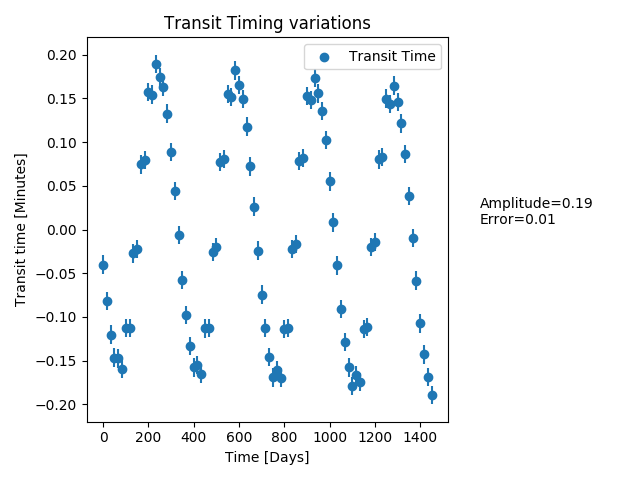 Transit Timing variations
Transit Time
0.20
0.15
0.10
0.05
0.00
−0.05
−0.10
−0.15
−0.20
Transit time [Minutes]
0 200 400 600 800 1000 1200 1400
Time [Days]
Amplitude=0.19
Error=0.01